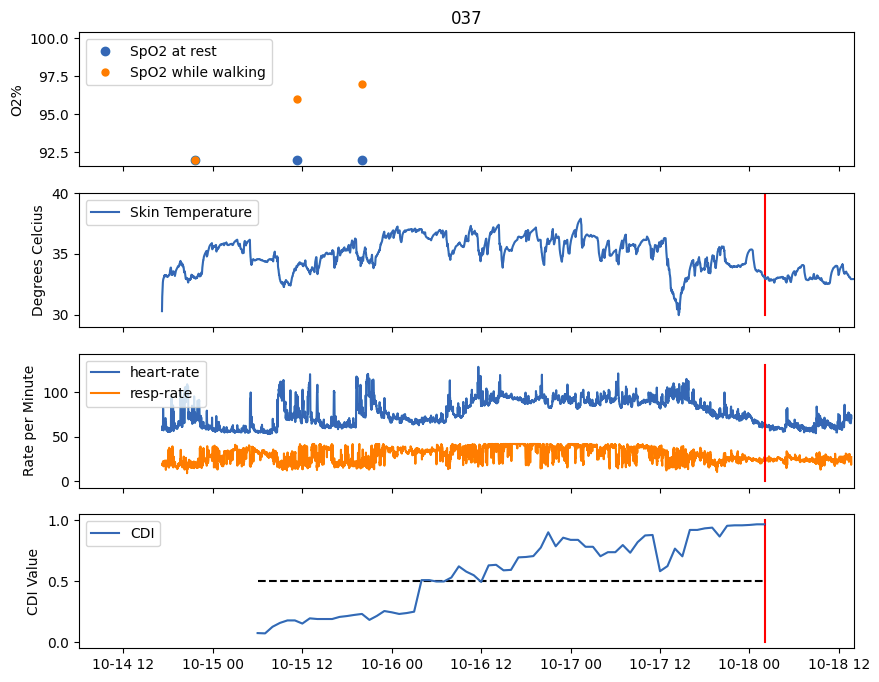 037
100.0
97.5
95.0
92.5
O2%
SpO2 at rest
SpO2 while walking
40
35
30
Degrees Celcius
Skin Temperature
100
50
0
Rate per Minute
heart-rate
resp-rate
1.0
0.5
0.0
CDI Value
CDI
10-14 12
10-15 00
10-15 12
10-16 00
10-16 12
10-17 00
10-17 12
10-18 00
10-18 12